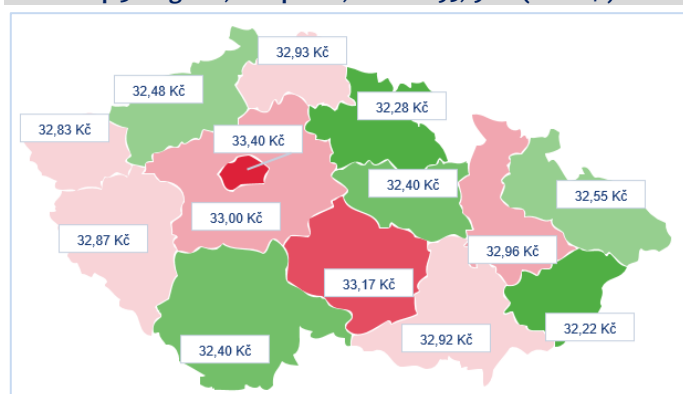 32,93 Kč
32,48 Kč
32,28 Kč
32,83 Kč
33,40 Kč
32,40 Kč
32,55 Kč
33,00 Kč
32,87 Kč
32,96 Kč
33,17 Kč
32,22 Kč
32,92 Kč
32,40 Kč